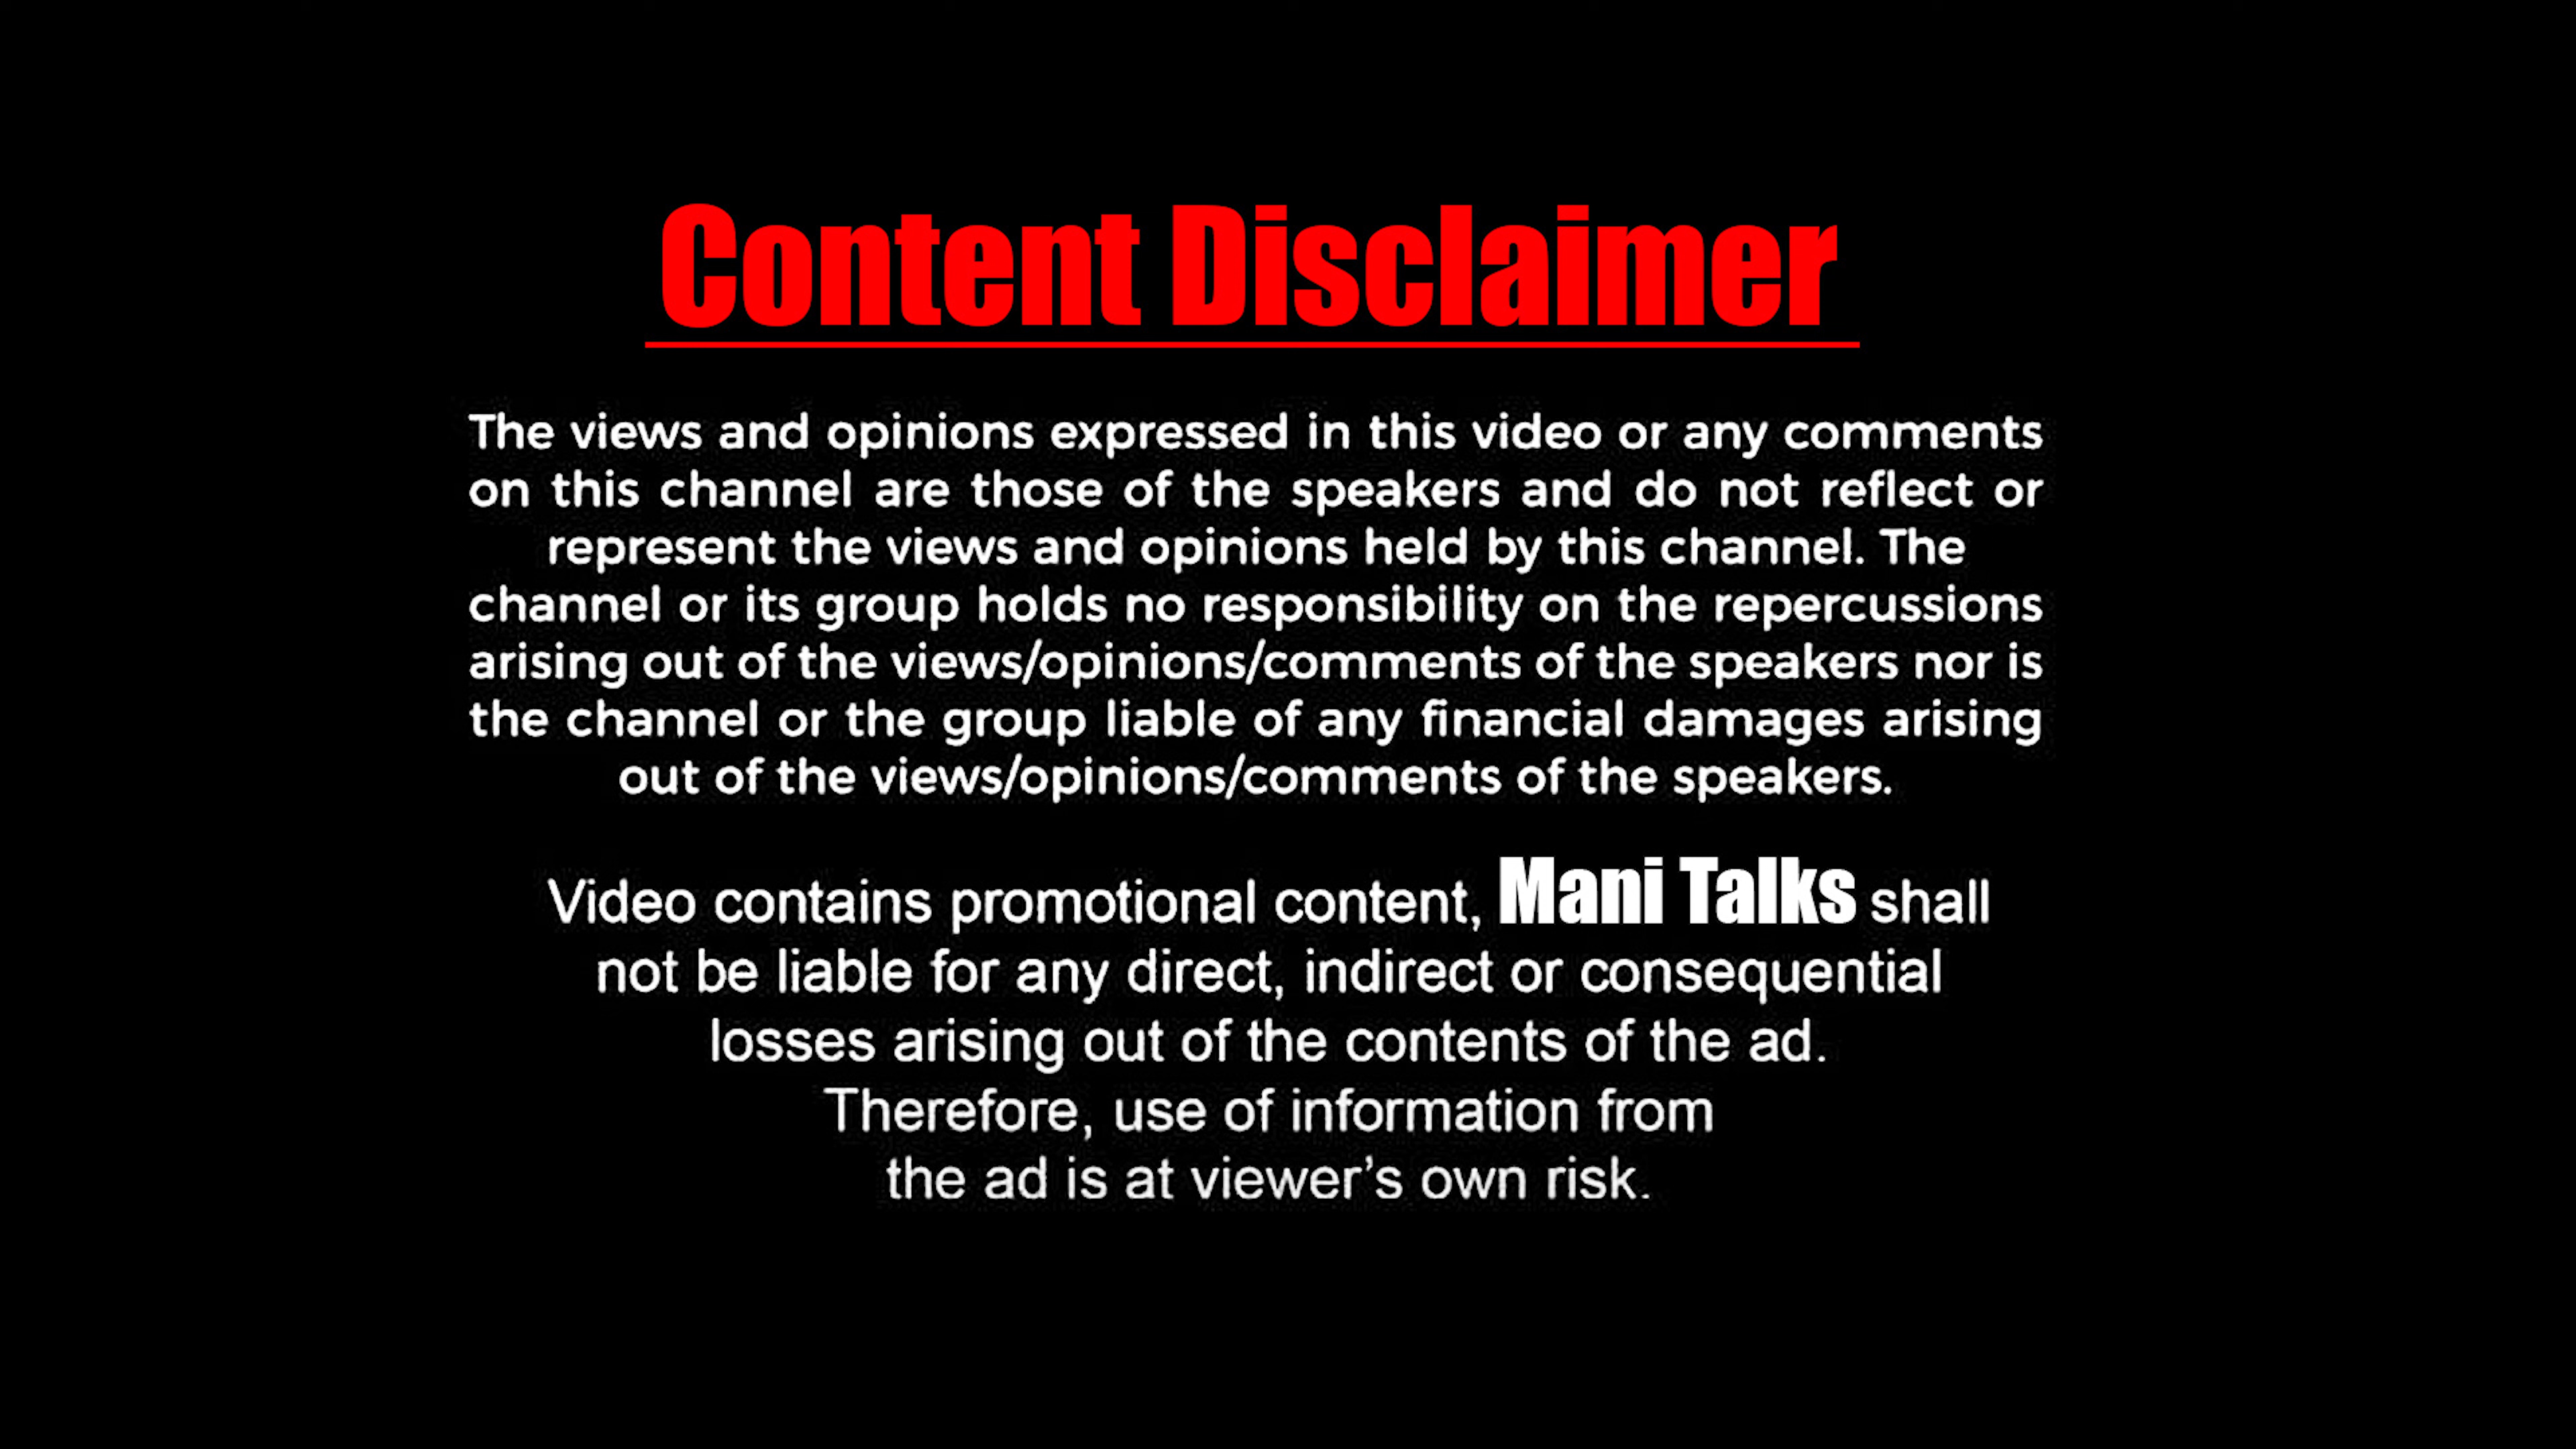 Content Disclaimer
The views and opinions expressed in this video or any comments
on this channel are those of the speakers and do not reflect or
represent the views and opinions held by this channel. The
channel or its group holds no responsibility on the repercussions
arising out of the views/opinions/comments of the speakers nor is
the channel or the group liable of any financial damages arising
out of the views/opinions/comments of the speakers.
Video contains promotional content, Mani Talks shall
not be liable for any direct, indirect or consequential
losses arising out of the contents of the ad.
Therefore, use of information from
the ad is at viewer’s own risk.